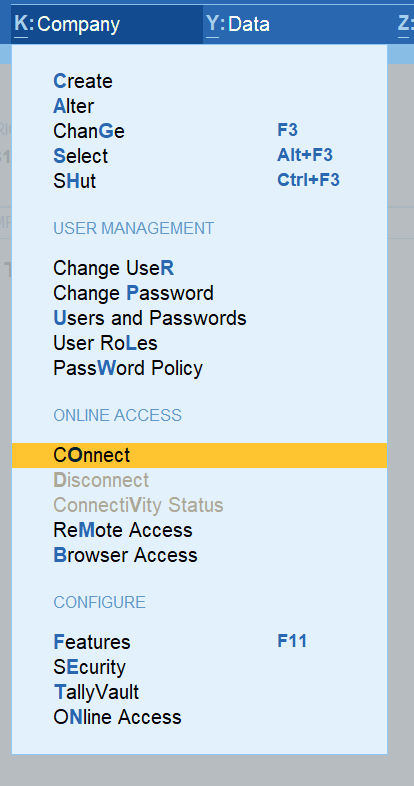 K: Company Y: Data Z:
Create
Alter
ChanGe F3
Select Alt+F3
SHut Ctrl+F3
USER MANAGEMENT
Change UseR
Change Password
Users and Passwords
User RoLes
PassWord Policy
ONLINE ACCESS
COnnect
Disconnect
ConnectiVity Status
ReMote Access
Browser Access
CONFIGURE
Features F11
SEcurity
TallyVault
ONline Access